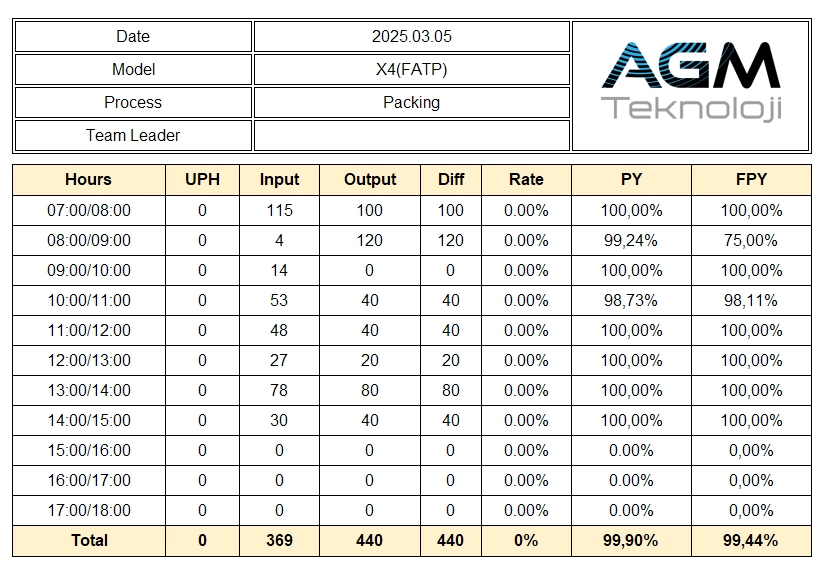 Date 2025.03.05
Model X4(FATP)
Process Packing
Team Leader
AGM
Teknoloji
Hours UPH Input Output Diff Rate PY FPY
07:00/08:00 0 115 100 100 0.00% 100,00% 100,00%
08:00/09:00 0 4 120 120 0.00% 99,24% 75,00%
09:00/10:00 0 14 0 0 0.00% 100,00% 100,00%
10:00/11:00 0 53 40 40 0.00% 98,73% 98,11%
11:00/12:00 0 48 40 40 0.00% 100,00% 100,00%
12:00/13:00 0 27 20 20 0.00% 100,00% 100,00%
13:00/14:00 0 78 80 80 0.00% 100,00% 100,00%
14:00/15:00 0 30 40 40 0.00% 100,00% 100,00%
15:00/16:00 0 0 0 0 0.00% 0.00% 0,00%
16:00/17:00 0 0 0 0 0.00% 0.00% 0,00%
17:00/18:00 0 0 0 0 0.00% 0.00% 0,00%
Total 0 369 440 440 0% 99,90% 99,44%